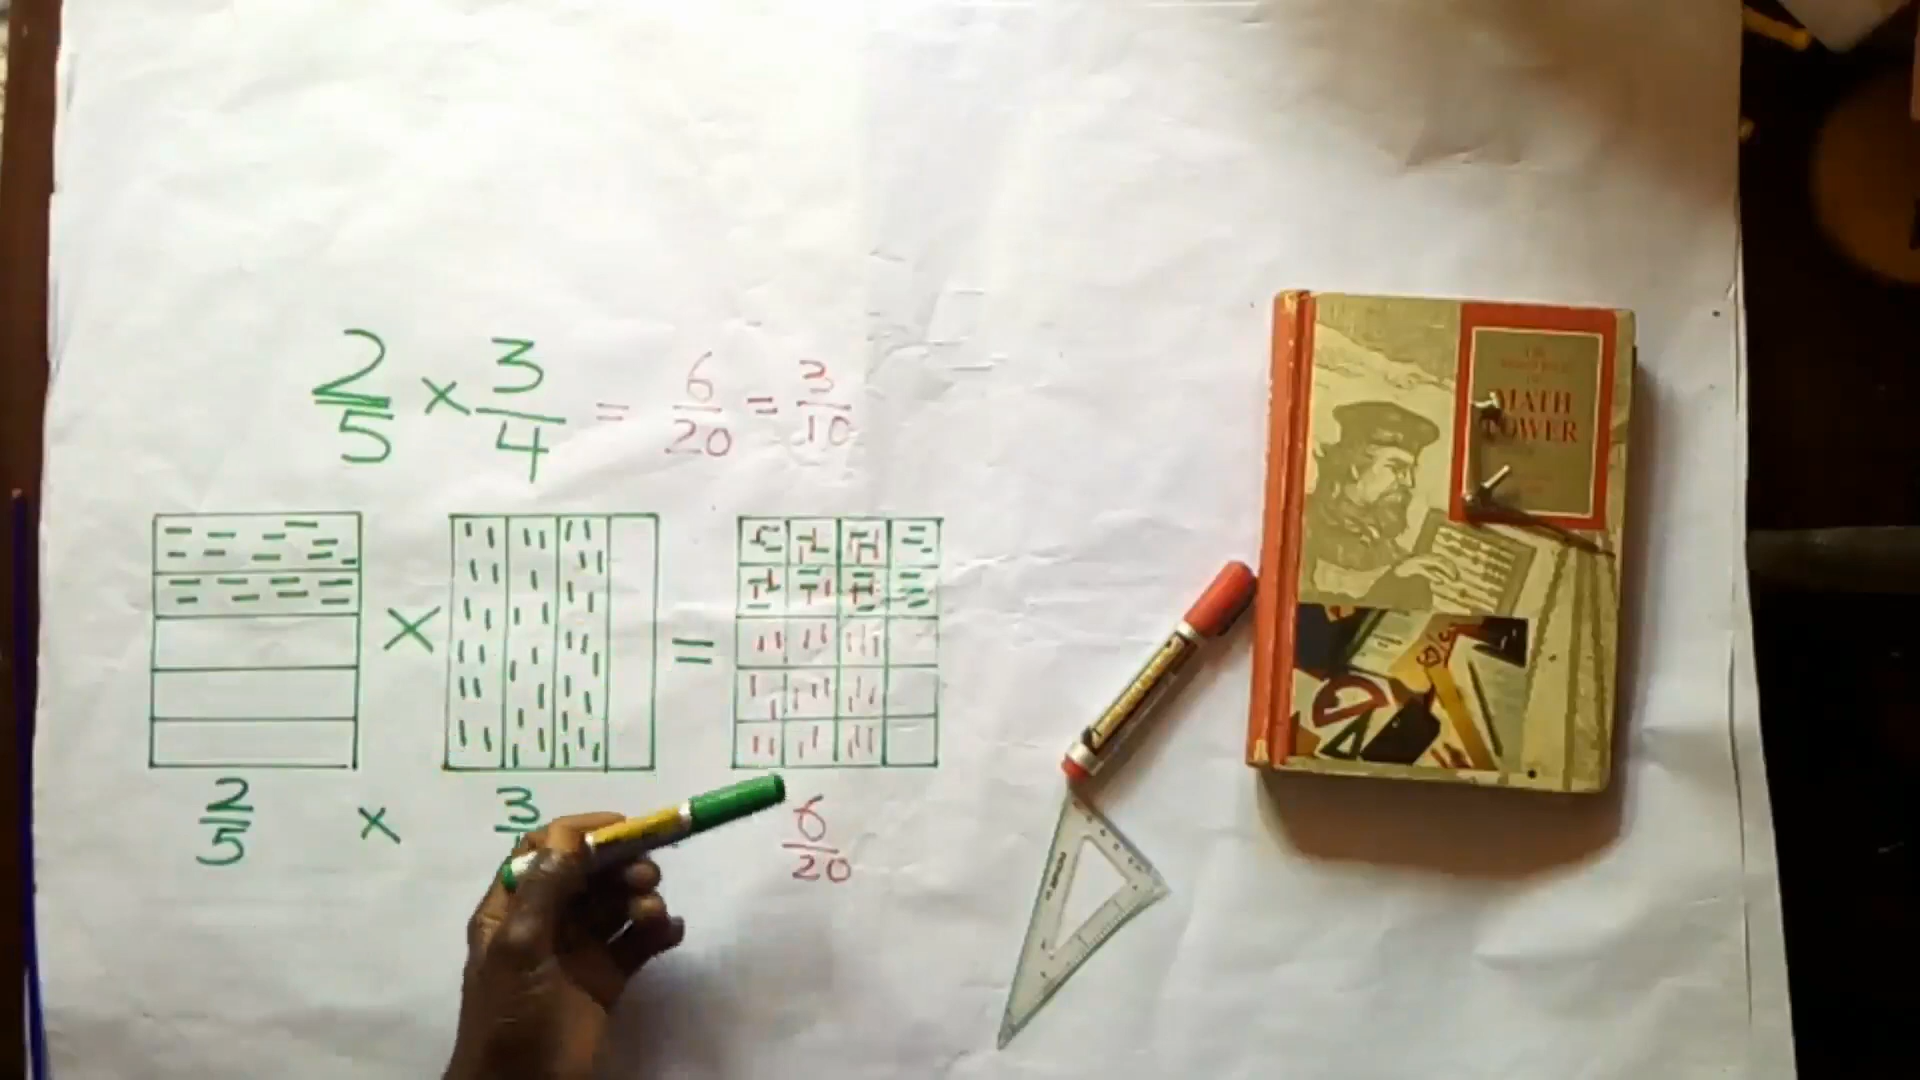 2/5 × 3/4 = 6/20 = 3/10
× =
2/5 × 3 6/20
MATH
POWER